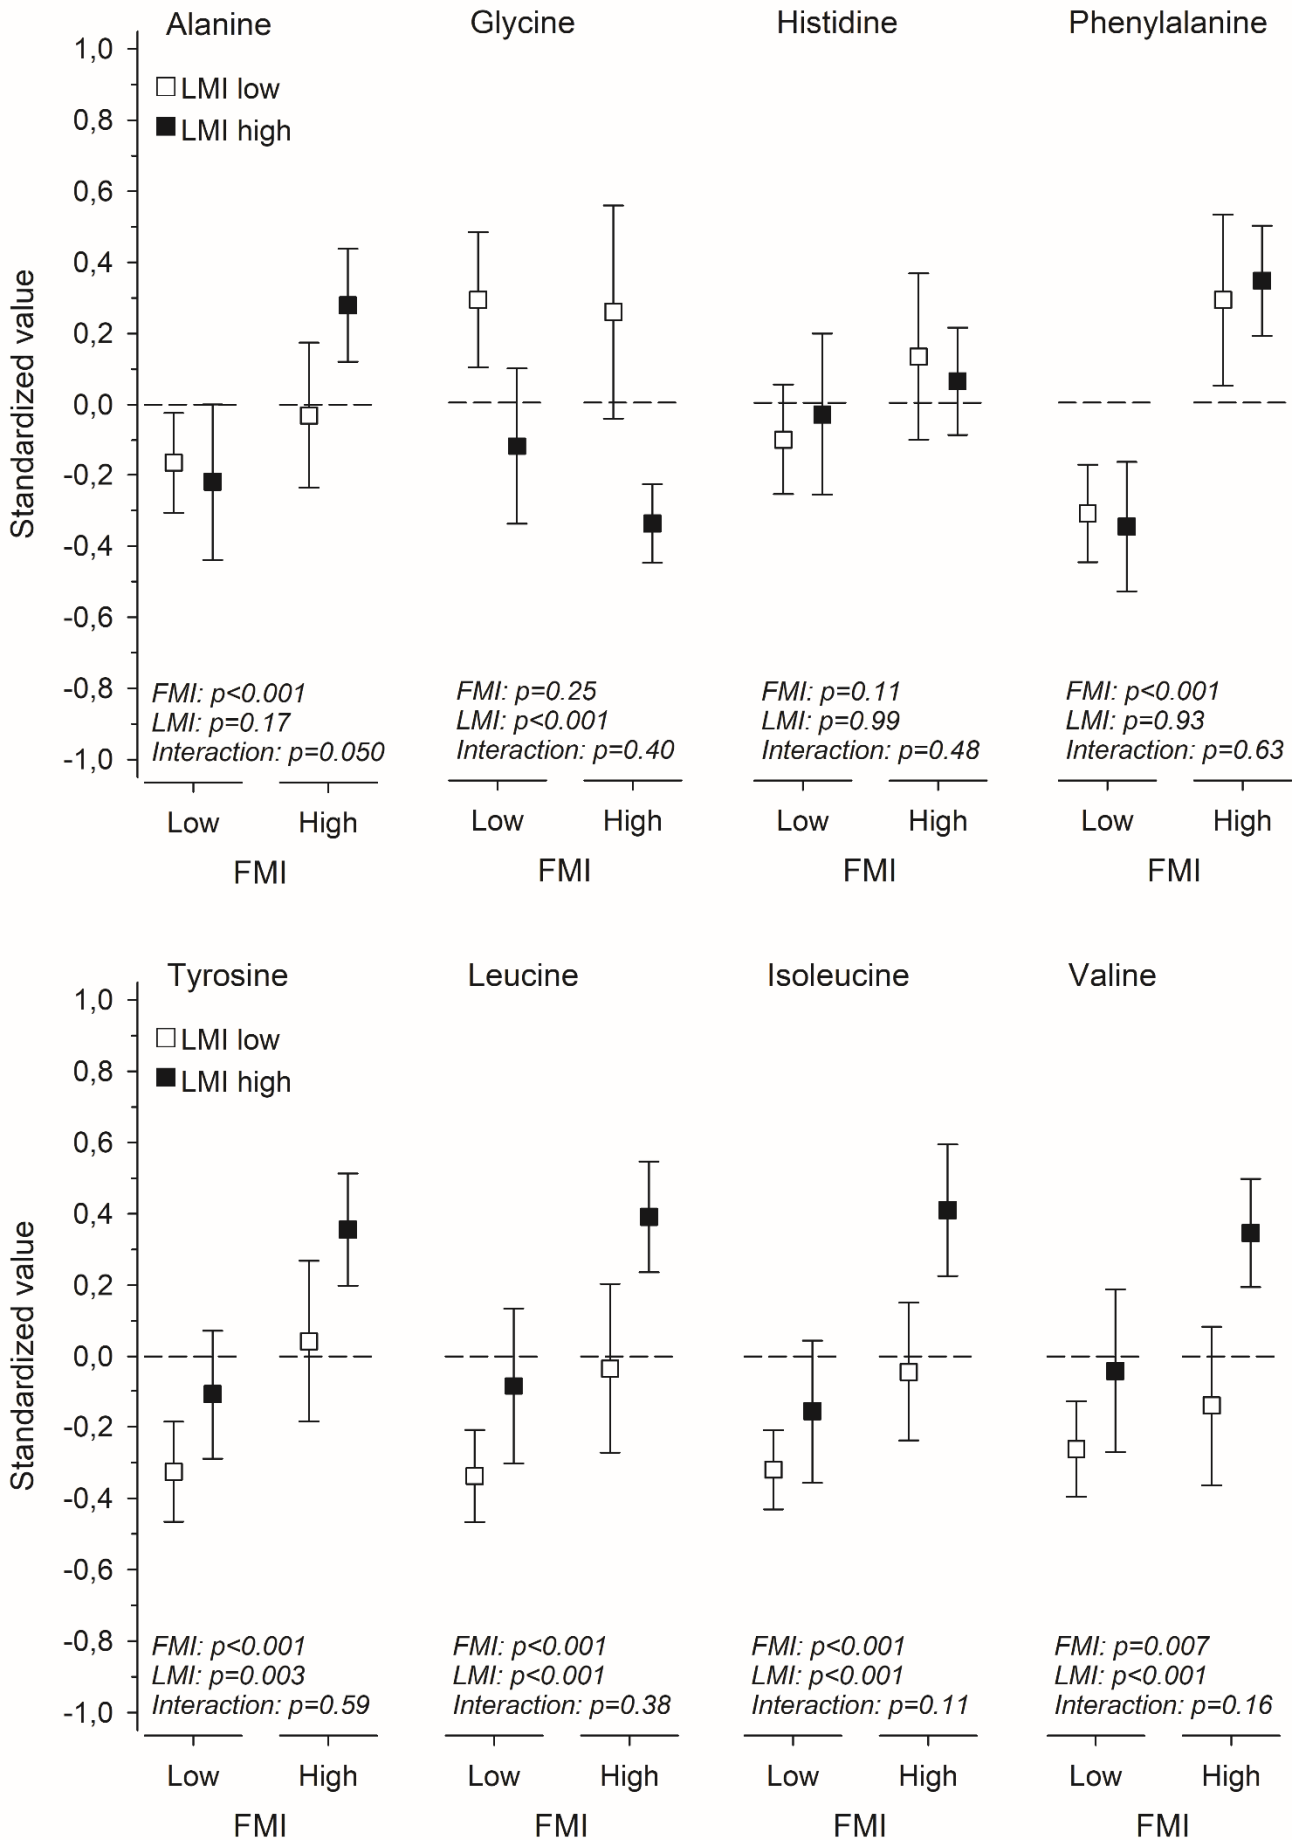 Alanine Glycine Histidine Phenylalanine
1,0
LMI low
0,8
LMI high
0,6
0,4
0,2
0,0
-0,2
-0,4
-0,6
-0,8
-1,0
Standardized value
FMI: p<0.001
LMI: p=0.17
Interaction: p=0.050
FMI: p=0.25
LMI: p<0.001
Interaction: p=0.40
FMI: p=0.11
LMI: p=0.99
Interaction: p=0.48
FMI: p<0.001
LMI: p=0.93
Interaction: p=0.63
Low High Low High Low High Low High
FMI FMI FMI FMI
Tyrosine Leucine Isoleucine Valine
1,0
LMI low
0,8
LMI high
0,6
0,4
0,2
0,0
-0,2
-0,4
-0,6
-0,8
-1,0
Standardized value
FMI: p<0.001
LMI: p=0.003
Interaction: p=0.59
FMI: p<0.001
LMI: p<0.001
Interaction: p=0.38
FMI: p<0.001
LMI: p<0.001
Interaction: p=0.11
FMI: p=0.007
LMI: p<0.001
Interaction: p=0.16
Low High Low High Low High Low High
FMI FMI FMI FMI